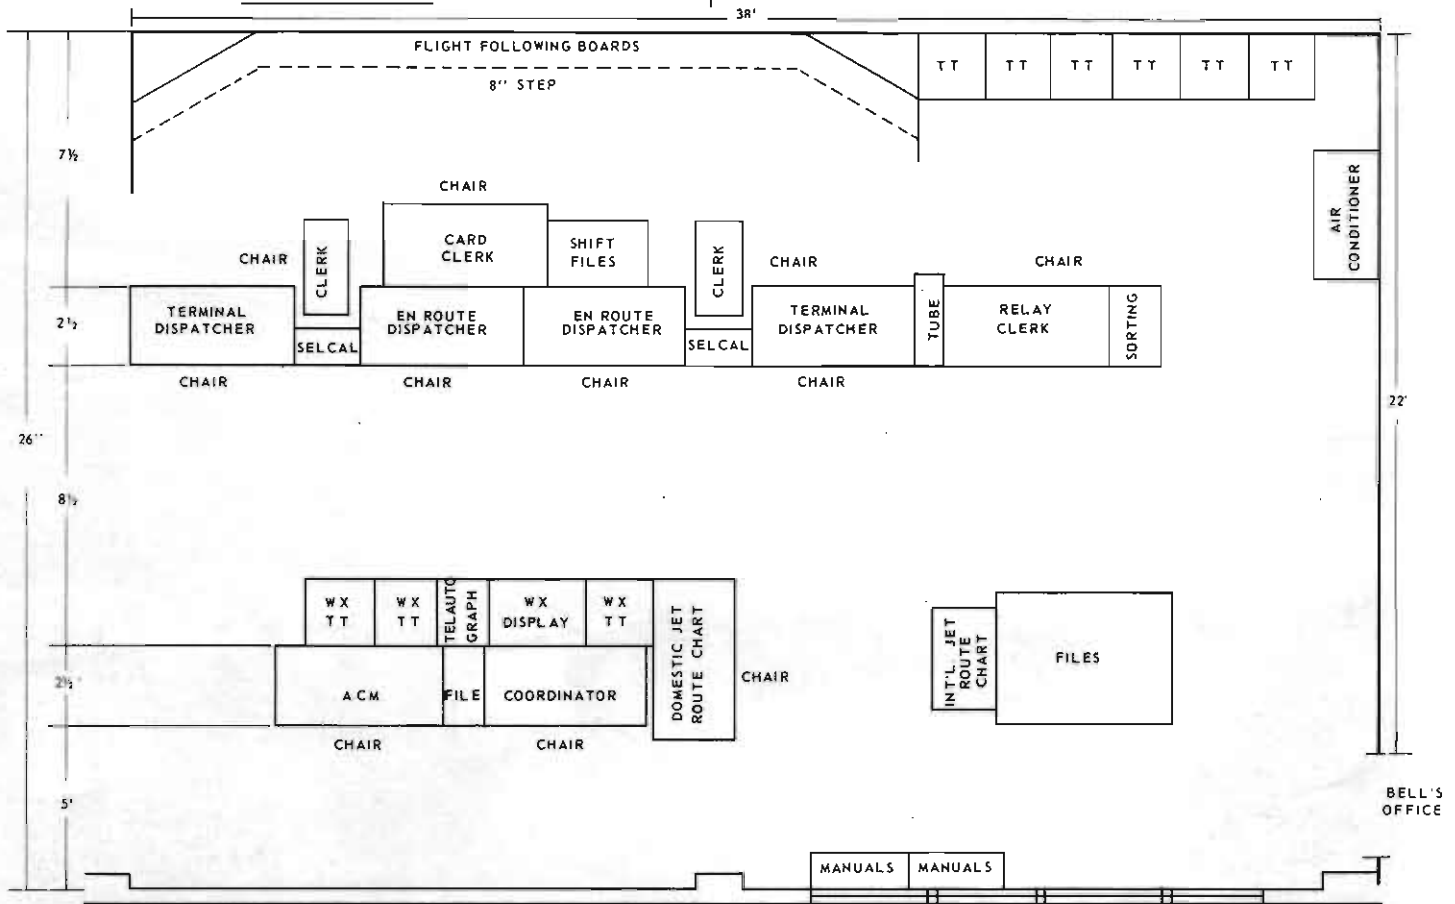 38'
FLIGHT FOLLOWING BOARDS
8'' STEP
TT TT TT TT TT TT
7½
AIR
CONDITIONER
CHAIR
CARD
CLERK
SHIFT
FILES
CHAIR
CLERK
CLERK
CHAIR
CHAIR
2½
TERMINAL
DISPATCHER
SELCAL
EN ROUTE
DISPATCHER
EN ROUTE
DISPATCHER
SELCAL
TERMINAL
DISPATCHER
TUBE
RELAY
CLERK
SORTING
CHAIR
CHAIR
CHAIR
CHAIR
22'
26''
8½
WX
TT
WX
TT
TELAUTO
GRAPH
WX
DISPLAY
WX
TT
DOMESTIC JET
ROUTE CHART
CHAIR
INT'L. JET
ROUTE
CHART
FILES
2½
ACM
FILE
COORDINATOR
CHAIR
CHAIR
5'
BELL'S
OFFICE
MANUALS
MANUALS